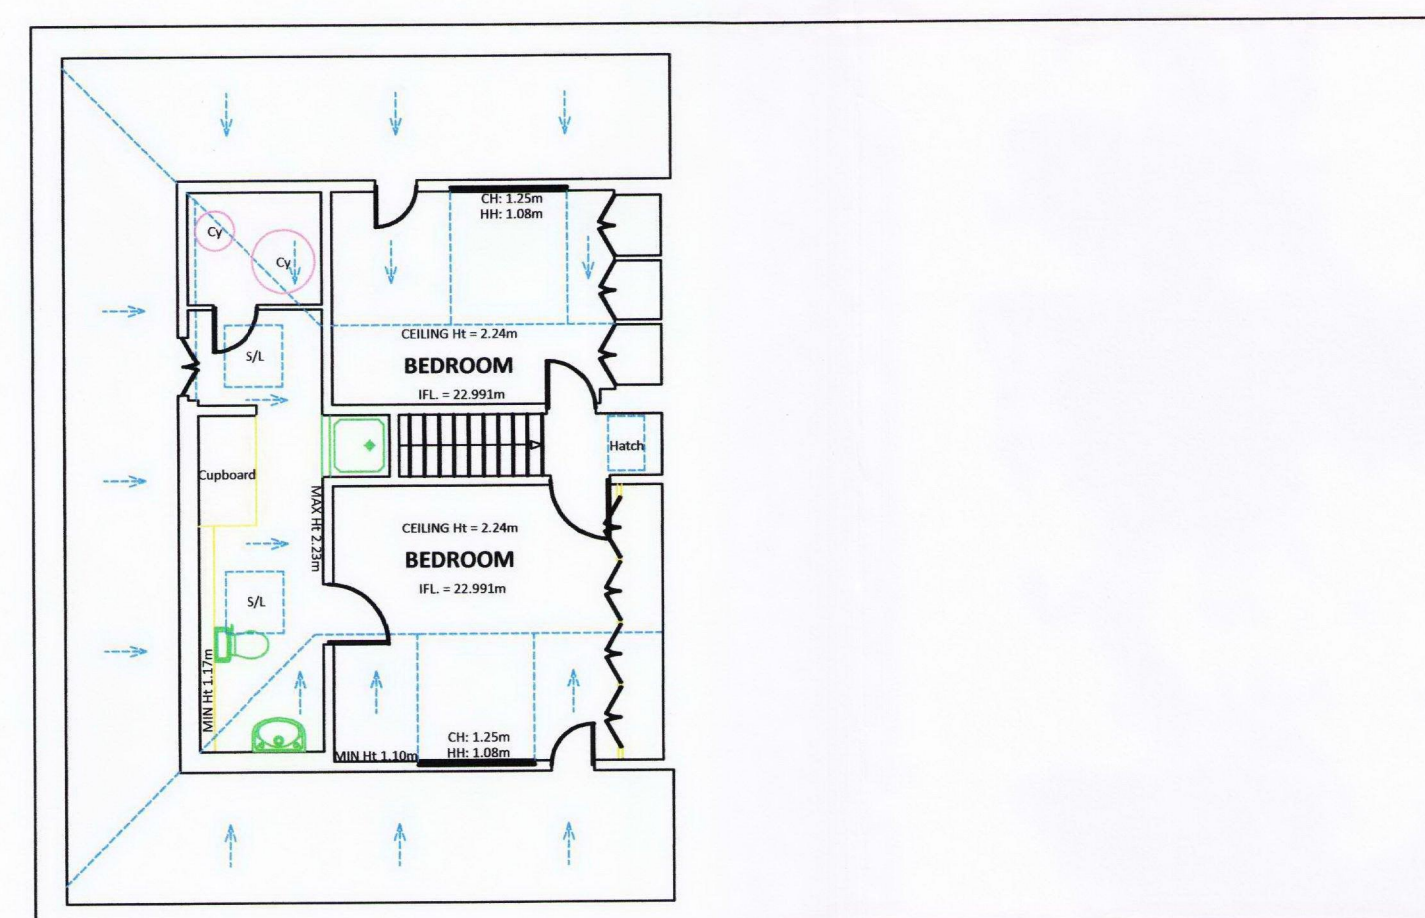 CH: 1.25m
HH: 1.08m
Cy
Cy
CEILING Ht = 2.24m
BEDROOM
IFL. = 22.991m
S/L
Hatch
Cupboard
MAX Ht 2.23m
CEILING Ht = 2.24m
BEDROOM
IFL. = 22.991m
S/L
MIN Ht 1.17m
CH: 1.25m
HH: 1.08m
MIN Ht 1.10m